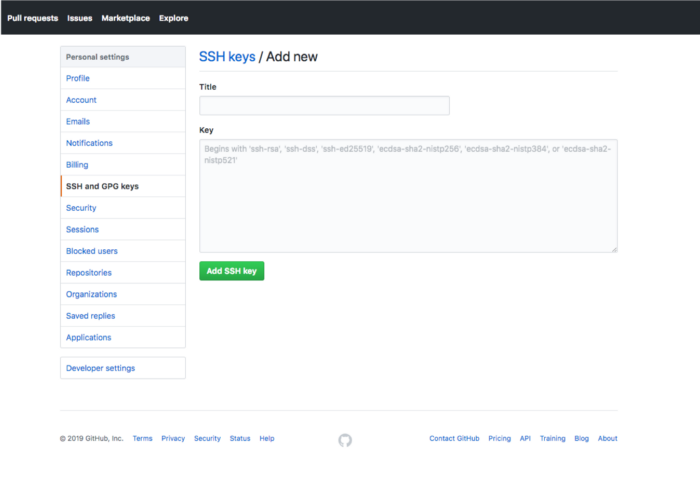 Pull requests Issues Marketplace Explore
Personal settings
Profile
Account
Emails
Notifications
Billing
SSH and GPG keys
Security
Sessions
Blocked users
Repositories
Organizations
Saved replies
Applications
Developer settings
SSH keys / Add new
Title
Key
Begins with 'ssh-rsa', 'ssh-dss', 'ssh-ed25519', 'ecdsa-sha2-nistp256', 'ecdsa-sha2-nistp384', or 'ecdsa-sha2-
nistp521'
Add SSH key
© 2019 GitHub, Inc. Terms Privacy Security Status Help
Contact GitHub Pricing API Training Blog About